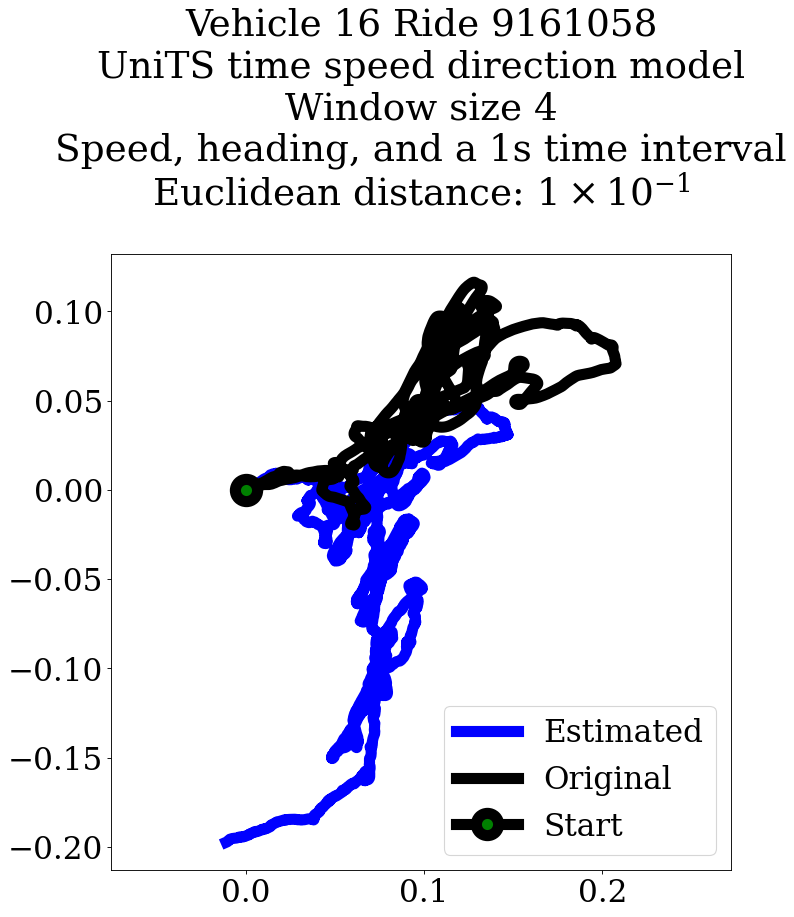 Vehicle 16 Ride 9161058
UniTS time speed direction model
Window size 4
Speed, heading, and a 1s time interval
Euclidean distance: 1 × 10⁻¹
0.10
0.05
0.00
−0.05
−0.10
−0.15
−0.20
0.0
0.1
0.2
Estimated
Original
Start